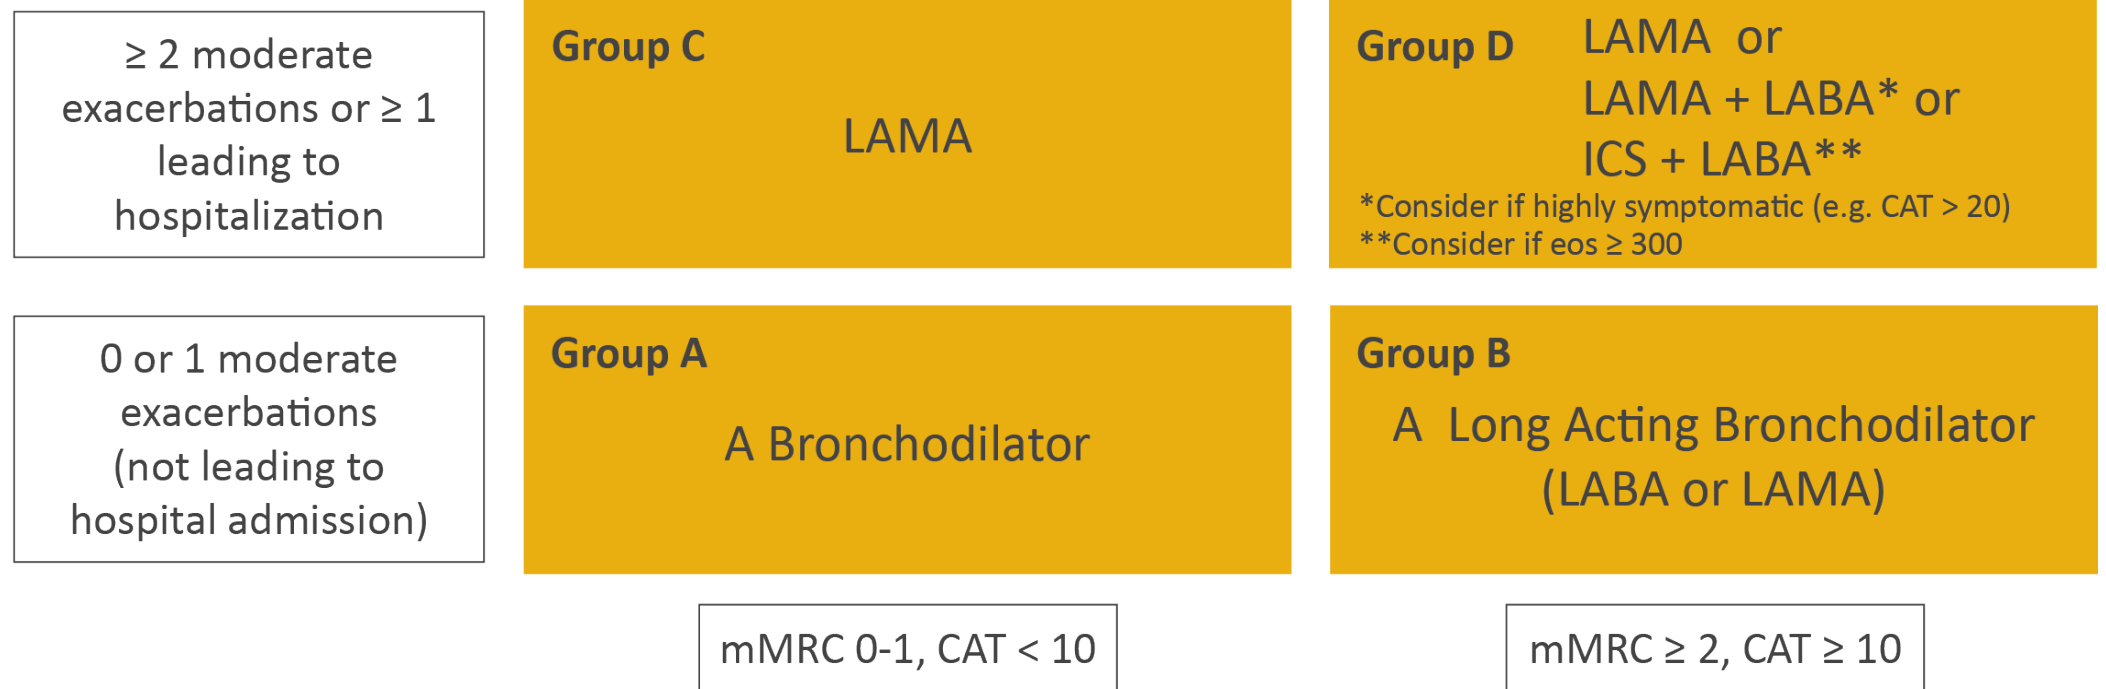 ≥ 2 moderate
exacerbations or ≥ 1
leading to
hospitalization
Group C
LAMA
Group D
LAMA  or
LAMA + LABA* or
ICS + LABA**
*Consider if highly symptomatic (e.g. CAT > 20)
**Consider if eos ≥ 300
0 or 1 moderate
exacerbations
(not leading to
hospital admission)
Group A
A Bronchodilator
Group B
A  Long Acting Bronchodilator
(LABA or LAMA)
mMRC 0-1, CAT < 10
mMRC ≥ 2, CAT ≥ 10